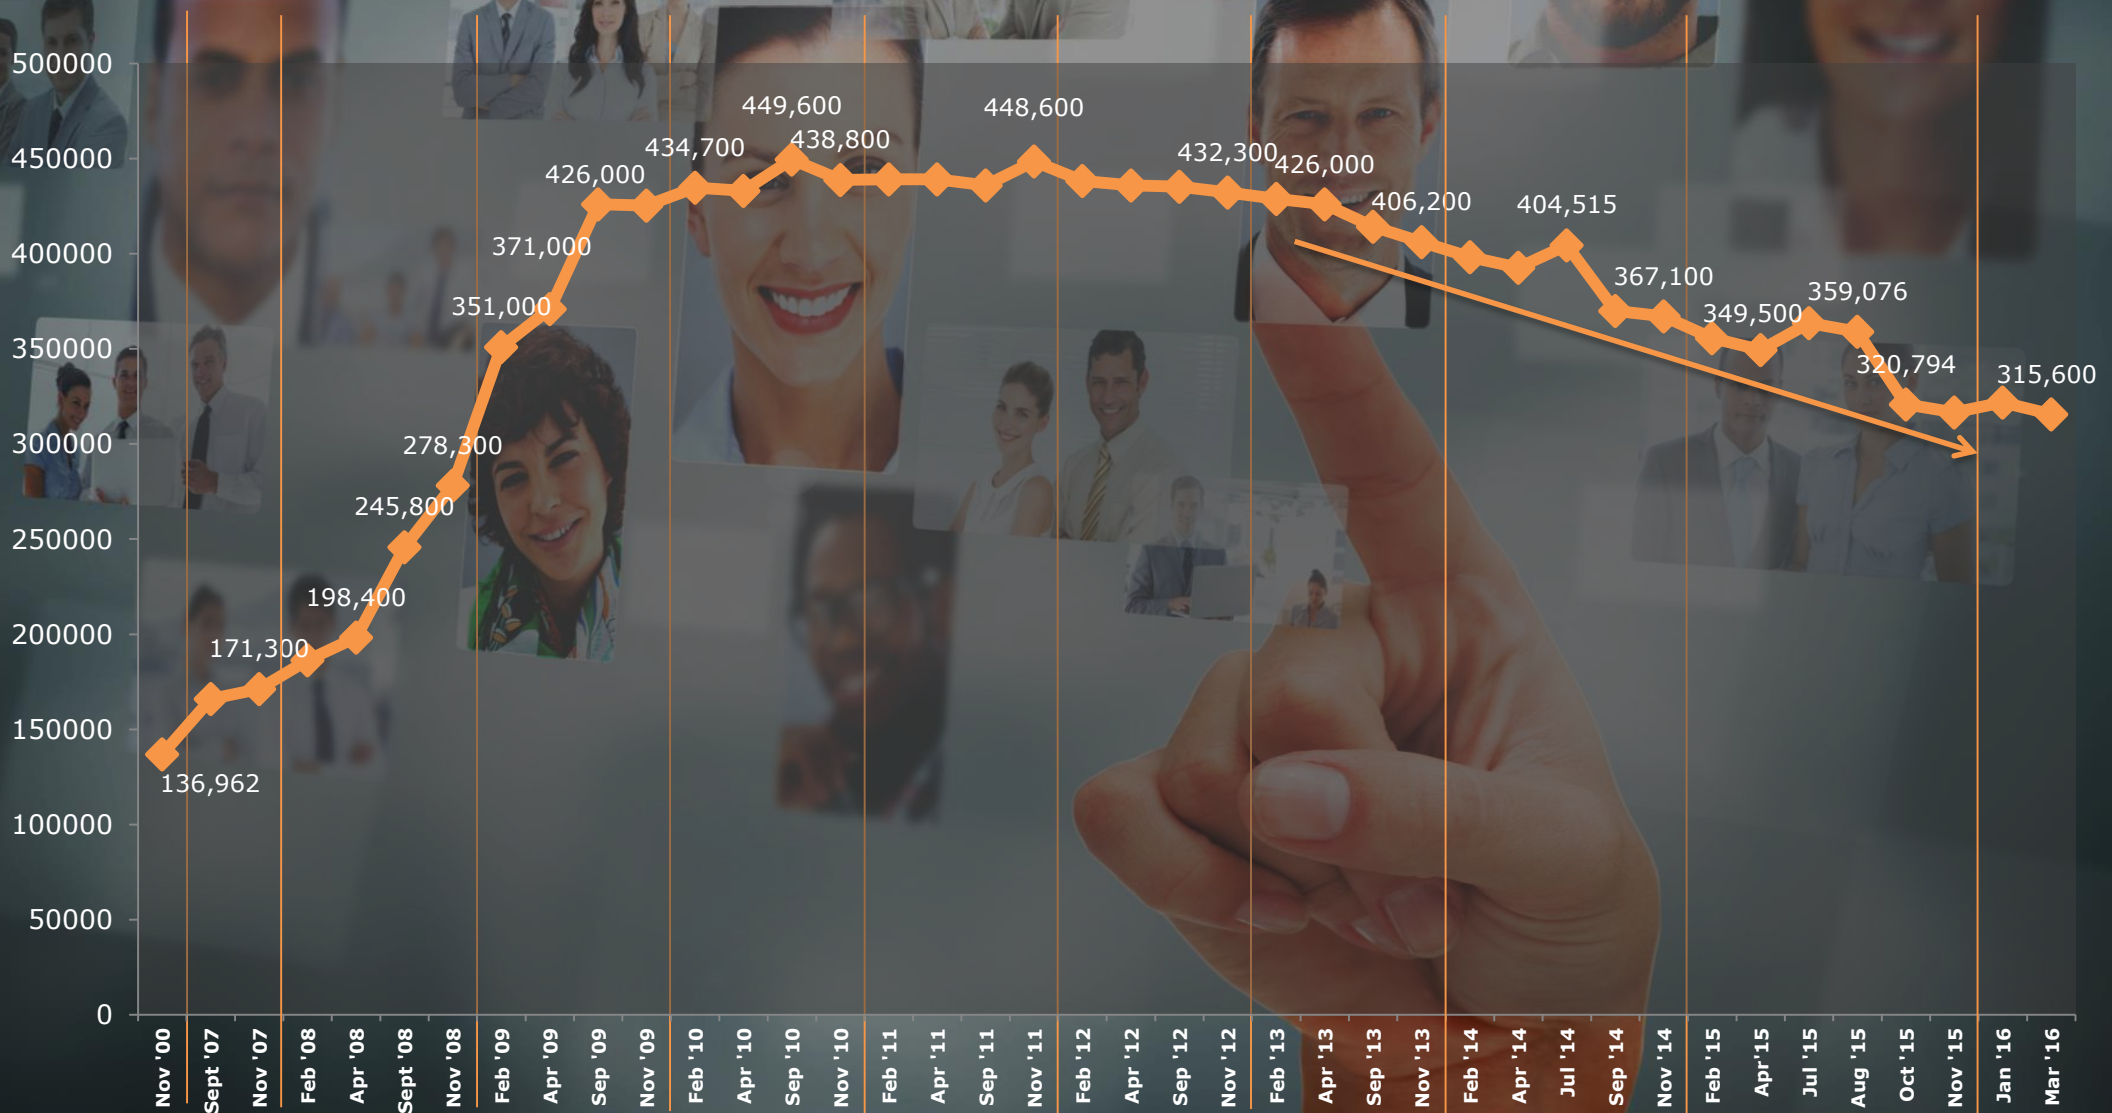 500000
450000
400000
350000
300000
250000
200000
150000
100000
50000
0
136,962
171,300
198,400
245,800
278,300
351,000
371,000
426,000
434,700
449,600
438,800
448,600
432,300
426,000
406,200
404,515
367,100
349,500
359,076
320,794
315,600
Nov '00
Sept '07
Nov '07
Feb '08
Apr '08
Sept '08
Nov '08
Feb '09
Apr '09
Sep '09
Nov '09
Feb '10
Apr '10
Sep '10
Nov '10
Feb '11
Apr '11
Sep '11
Nov '11
Feb '12
Apr '12
Sep '12
Nov '12
Feb '13
Apr '13
Sep '13
Nov '13
Feb '14
Apr '14
Jul '14
Sep '14
Nov '14
Feb '15
Apr'15
Jul '15
Aug '15
Oct '15
Nov '15
Jan '16
Mar '16